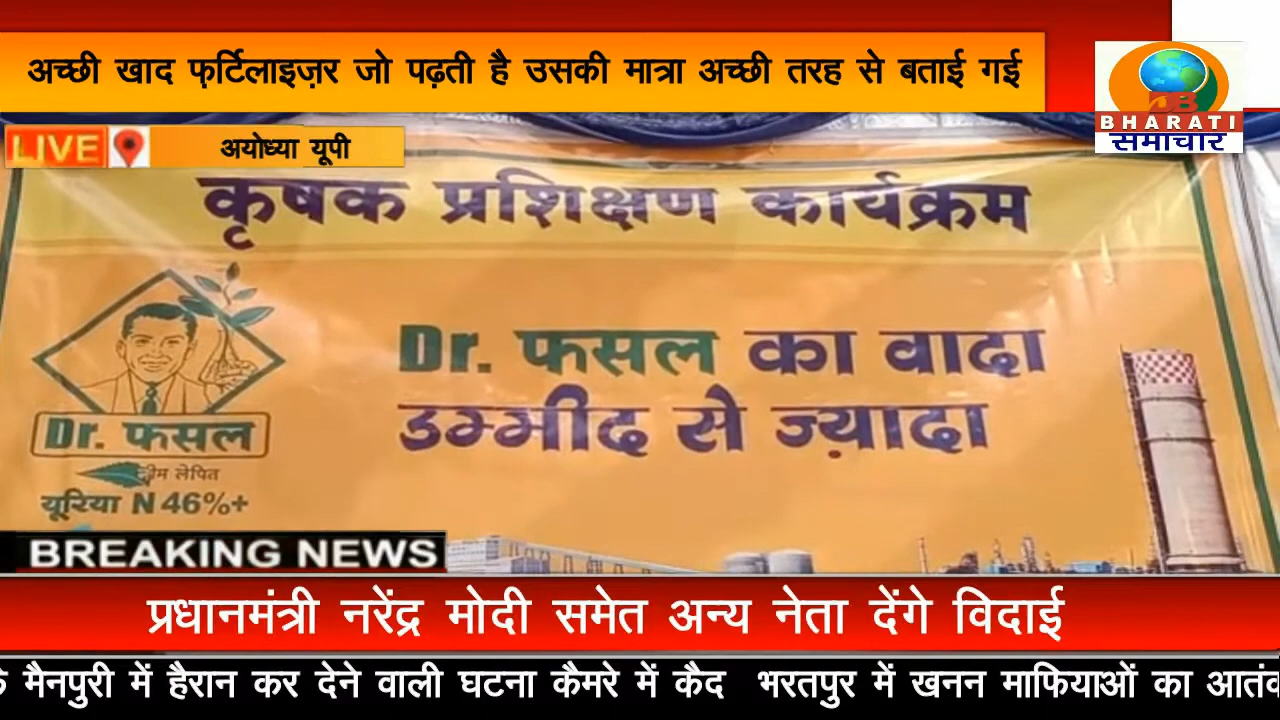 अच्छी खाद फ़र्टिलाइज़र जो पढ़ती है उसकी मात्रा अच्छी तरह से बताई गई
BHARATI
समाचार
LIVE
अयोध्या यूपी
कृषक प्रशिक्षण कार्यक्रम
Dr. फसल का वादा
उम्मीद से ज्य़ादा
Dr. फसल
नीम लेपित
यूरिया N 46%+
BREAKING NEWS
प्रधानमंत्री नरेंद्र मोदी समेत अन्य नेता देंगे विदाई
के मैनपुरी में हैरान कर देने वाली घटना कैमरे में कैद भरतपुर में खनन माफियाओं का आतंक